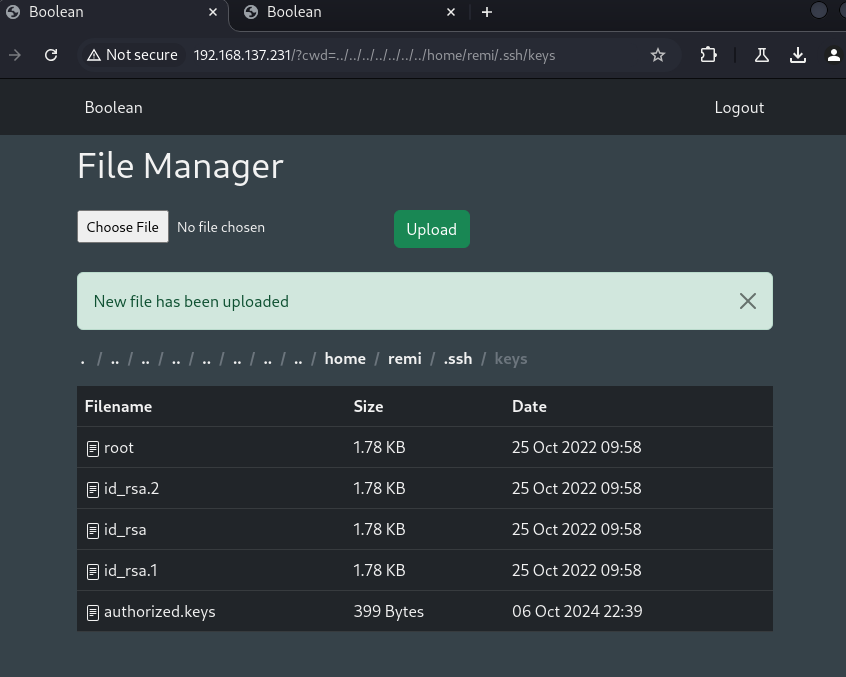 Boolean × Boolean × +
Not secure 192.168.137.231/?cwd=../../../../../../../home/remi/.ssh/keys
Boolean Logout
File Manager
Choose File No file chosen Upload
New file has been uploaded
. / .. / .. / .. / .. / .. / .. / .. / home / remi / .ssh / keys
Filename Size Date
root 1.78 KB 25 Oct 2022 09:58
id_rsa.2 1.78 KB 25 Oct 2022 09:58
id_rsa 1.78 KB 25 Oct 2022 09:58
id_rsa.1 1.78 KB 25 Oct 2022 09:58
authorized.keys 399 Bytes 06 Oct 2024 22:39